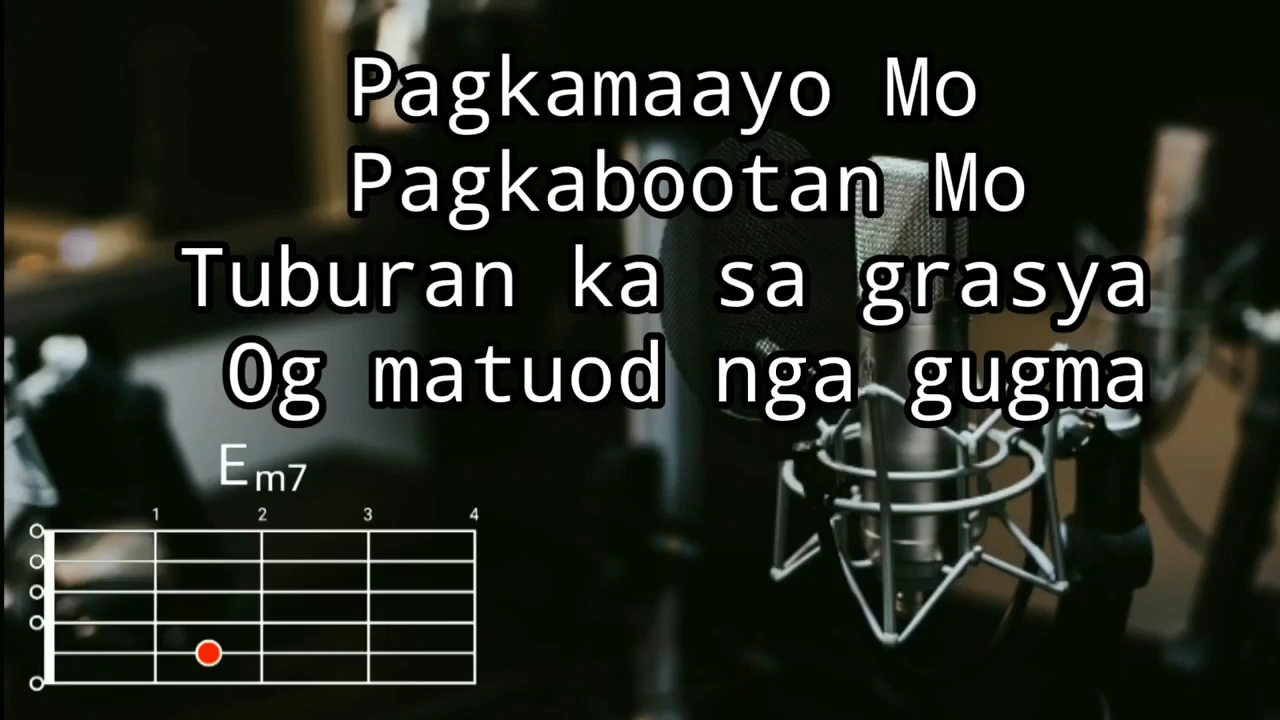 Pagkamaayo Mo
Pagkabootan Mo
Tuburan ka sa grasya
Og matuod nga gugma
Em7
1 2 3 4